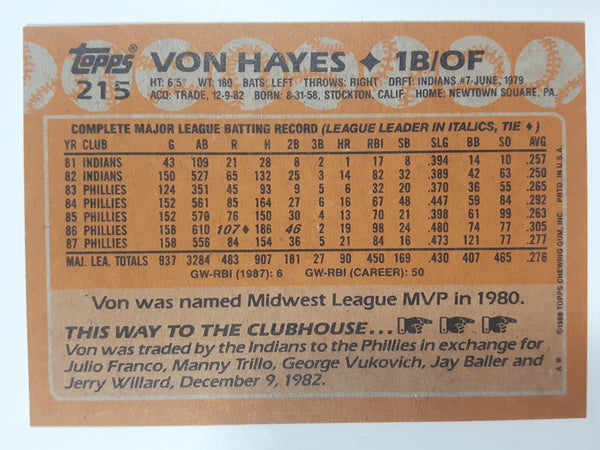 topps VON HAYES ✦ 1B/OF
215 HT: 6'5" WT: 180 BATS: LEFT THROWS: RIGHT DRFT: INDIANS #7-JUNE, 1979
ACQ: TRADE, 12-9-82 BORN: 8-31-58, STOCKTON, CALIF. HOME: NEWTOWN SQUARE, PA.
COMPLETE MAJOR LEAGUE BATTING RECORD (LEAGUE LEADER IN ITALICS, TIE ♦)
YR CLUB G AB R H 2B 3B HR RBI SB SLG BB SO AVG
81 INDIANS 43 109 21 28 8 2 1 17 8 .394 14 10 .257
82 INDIANS 150 527 65 132 25 3 14 82 32 .389 42 63 .250
83 PHILLIES 124 351 45 93 9 5 6 32 20 .370 36 55 .265
84 PHILLIES 152 561 85 164 27 6 16 67 48 .447 59 84 .292
85 PHILLIES 152 570 76 150 30 4 13 70 21 .398 61 99 .263
86 PHILLIES 158 610 107♦ 186 46 2 19 98 24 .480 74 77 .305
87 PHILLIES 158 556 84 154 36 5 21 84 16 .473 121 77 .277
MAJ. LEA. TOTALS 937 3284 483 907 181 27 90 450 169 .430 407 465 .276
GW-RBI (1987): 6 GW-RBI (CAREER): 50
Von was named Midwest League MVP in 1980.
THIS WAY TO THE CLUBHOUSE...
Von was traded by the Indians to the Phillies in exchange for
Julio Franco, Manny Trillo, George Vukovich, Jay Baller and
Jerry Willard, December 9, 1982.
A *
©1988 TOPPS CHEWING GUM, INC. PRTD. IN U.S.A.